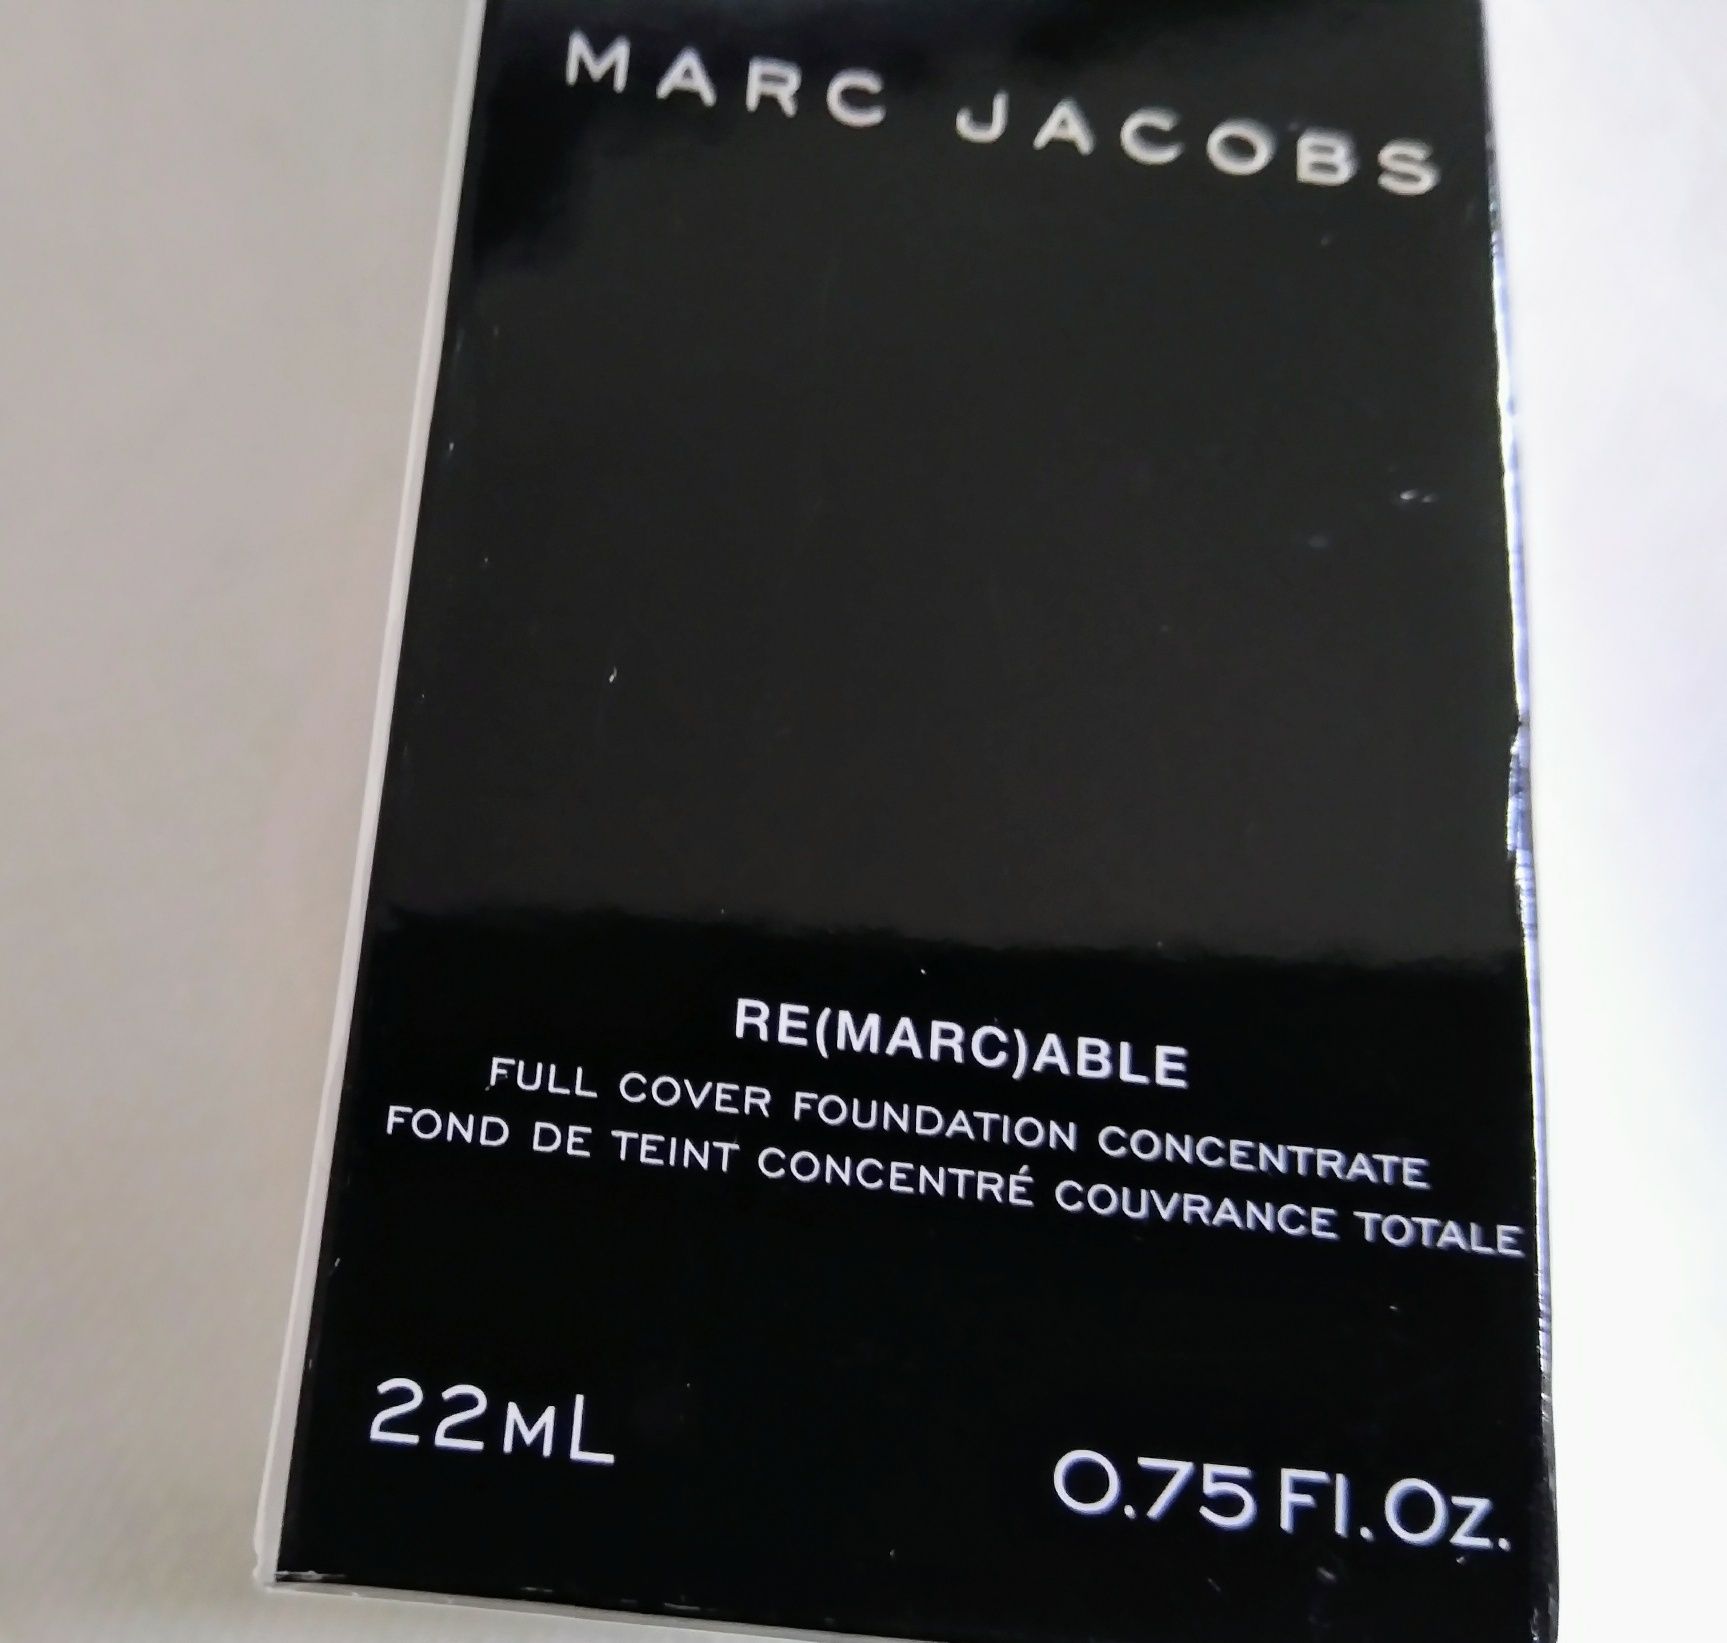 MARC JACOBS
RE(MARC)ABLE
FULL COVER FOUNDATION CONCENTRATE
FOND DE TEINT CONCENTRÉ COUVRANCE TOTALE
22ML
0.75 Fl. Oz.